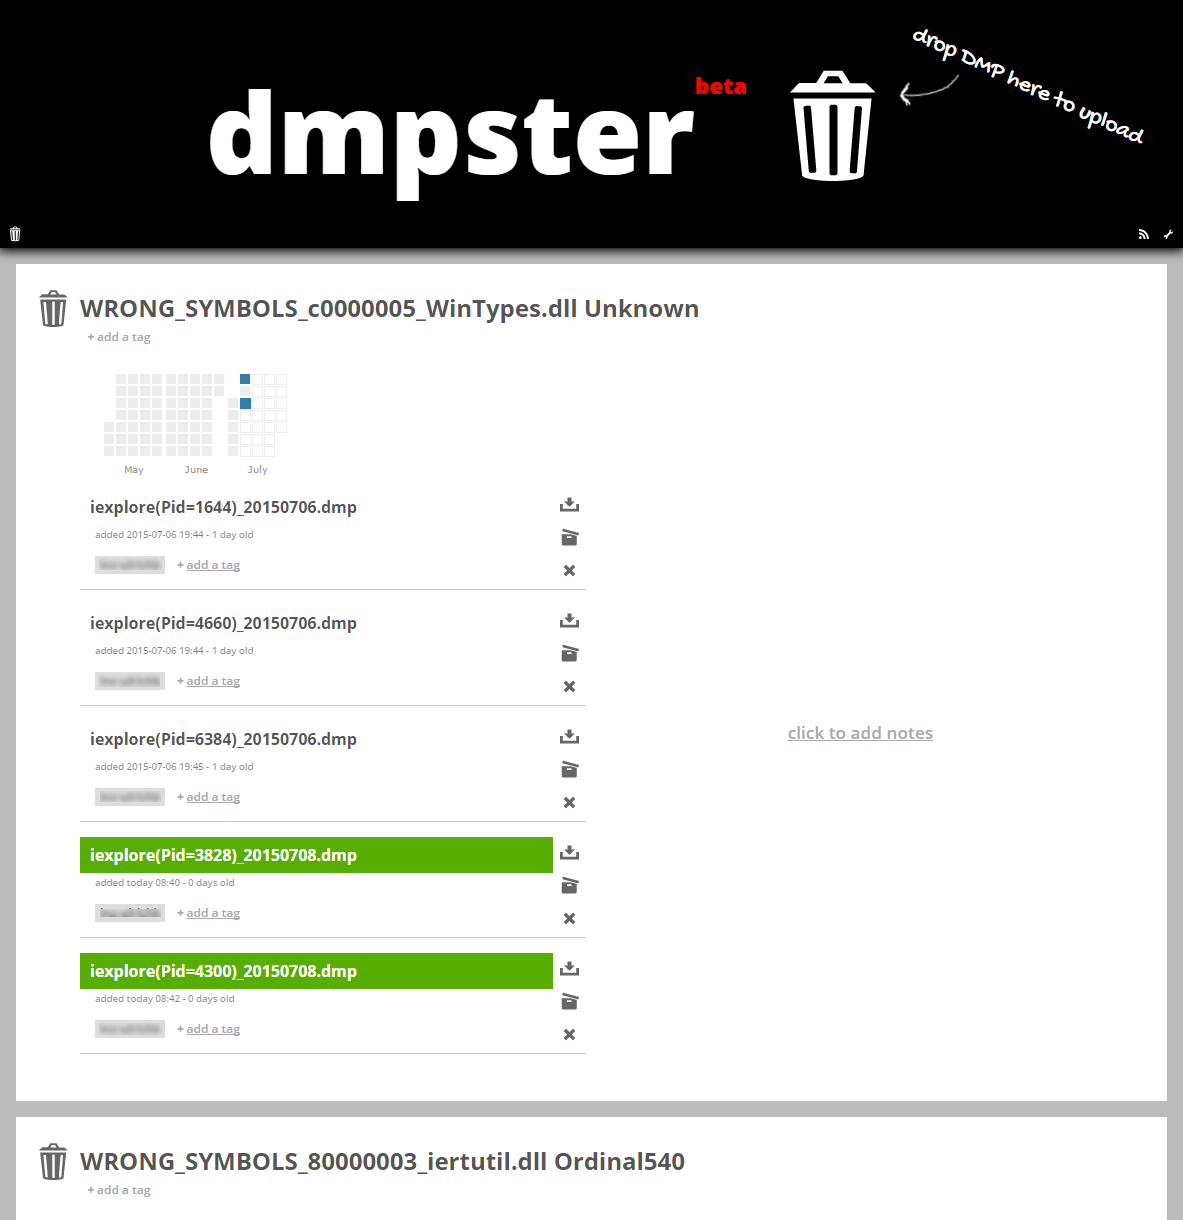 dmpster beta
drop DMP here to upload
WRONG_SYMBOLS_c0000005_WinTypes.dll Unknown
+ add a tag
May June July
iexplore(Pid=1644)_20150706.dmp
added 2015-07-06 19:44 - 1 day old
+ add a tag
iexplore(Pid=4660)_20150706.dmp
added 2015-07-06 19:44 - 1 day old
+ add a tag
iexplore(Pid=6384)_20150706.dmp
added 2015-07-06 19:45 - 1 day old
+ add a tag
iexplore(Pid=3828)_20150708.dmp
added today 08:40 - 0 days old
+ add a tag
iexplore(Pid=4300)_20150708.dmp
added today 08:42 - 0 days old
+ add a tag
click to add notes
WRONG_SYMBOLS_80000003_iertutil.dll Ordinal540
+ add a tag